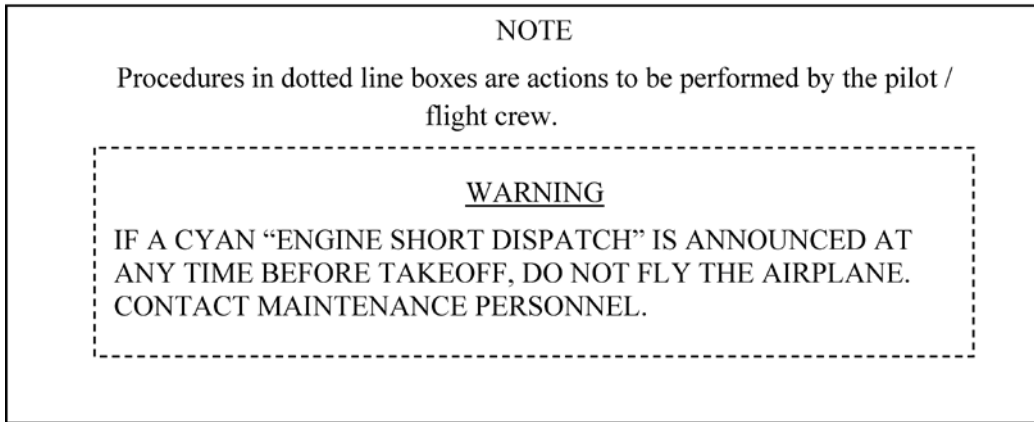 NOTE
Procedures in dotted line boxes are actions to be performed by the pilot /
flight crew.
WARNING
IF A CYAN “ENGINE SHORT DISPATCH” IS ANNOUNCED AT
ANY TIME BEFORE TAKEOFF, DO NOT FLY THE AIRPLANE.
CONTACT MAINTENANCE PERSONNEL.